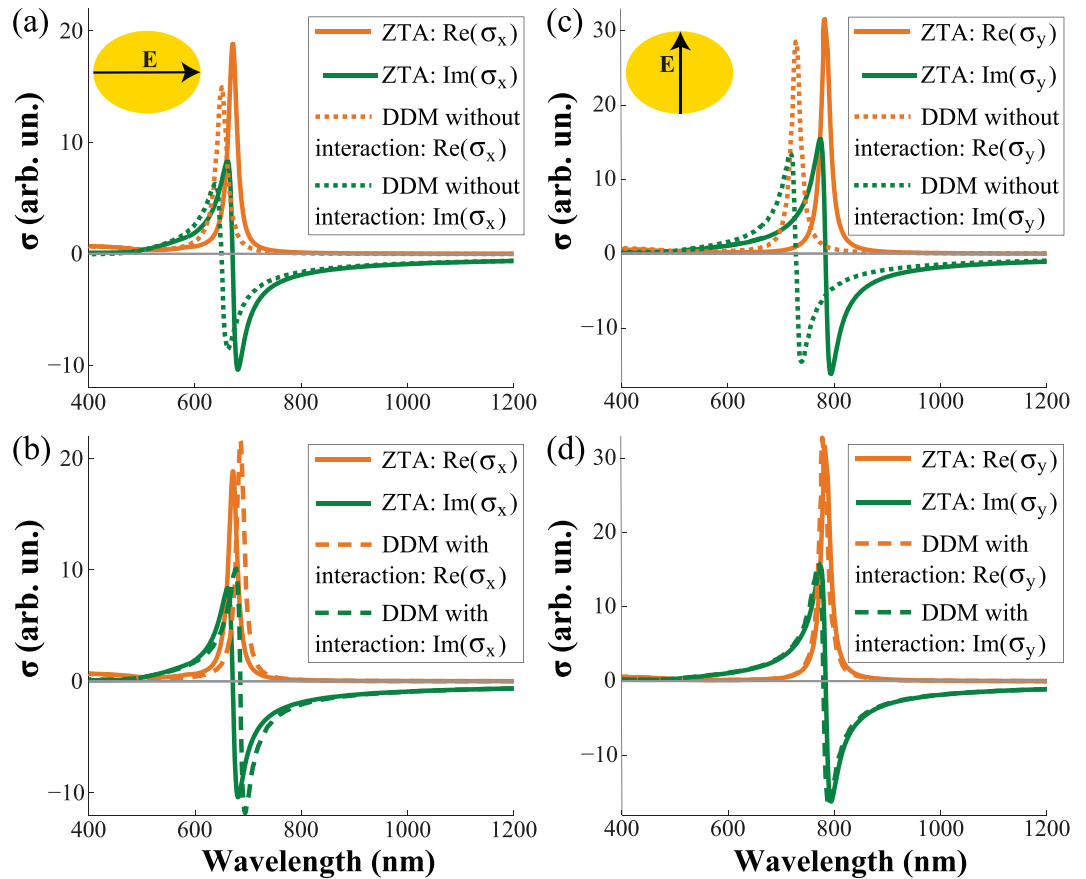 (a)
20
10
0
−10
σ (arb. un.)
E
ZTA: Re(σx)
ZTA: Im(σx)
DDM without
interaction: Re(σx)
DDM without
interaction: Im(σx)
400 600 800 1000 1200
(c)
30
20
10
0
−10
σ (arb. un.)
E
ZTA: Re(σy)
ZTA: Im(σy)
DDM without
interaction: Re(σy)
DDM without
interaction: Im(σy)
400 600 800 1000 1200
(b)
20
10
0
−10
σ (arb. un.)
ZTA: Re(σx)
ZTA: Im(σx)
DDM with
interaction: Re(σx)
DDM with
interaction: Im(σx)
400 600 800 1000 1200
Wavelength (nm)
(d)
30
20
10
0
−10
σ (arb. un.)
ZTA: Re(σy)
ZTA: Im(σy)
DDM with
interaction: Re(σy)
DDM with
interaction: Im(σy)
400 600 800 1000 1200
Wavelength (nm)